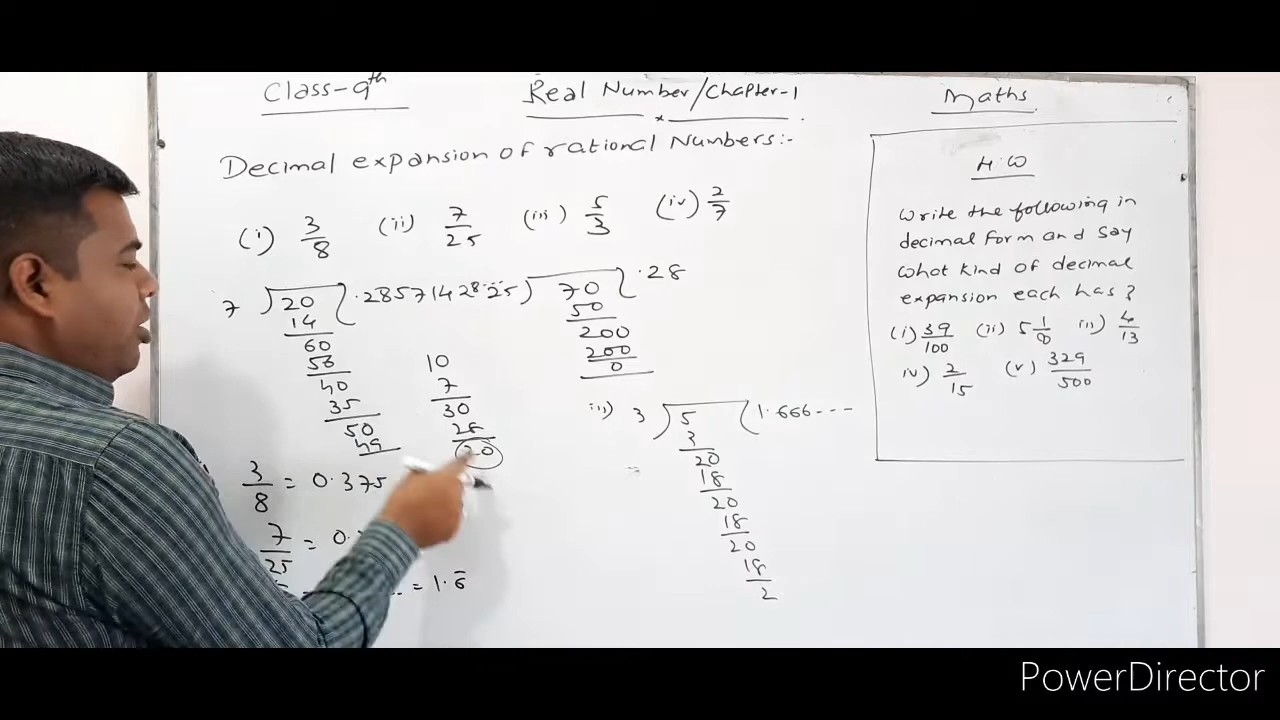 Class-9th
Real Number/Chapter-1
Maths
Decimal expansion of rational Numbers:-
(i) 3/8 (ii) 7/25 (iii) 5/3 (iv) 2/7
7 ) 20 ( .28571428
14
60
56
40
35
50
49
10
7
30
28
20
25 ) 70 ( .28
50
200
200
0
iii) 3 ) 5 ( 1.666---
3
20
18
20
18
20
18
2
3/8 = 0.375
7/25 = 0.
= 1.6̅
H.W
Write the following in
decimal form and say
what kind of decimal
expansion each has?
(i) 39/100 (ii) 5 1/8 iii) 4/13
iv) 2/15 (v) 329/500
PowerDirector